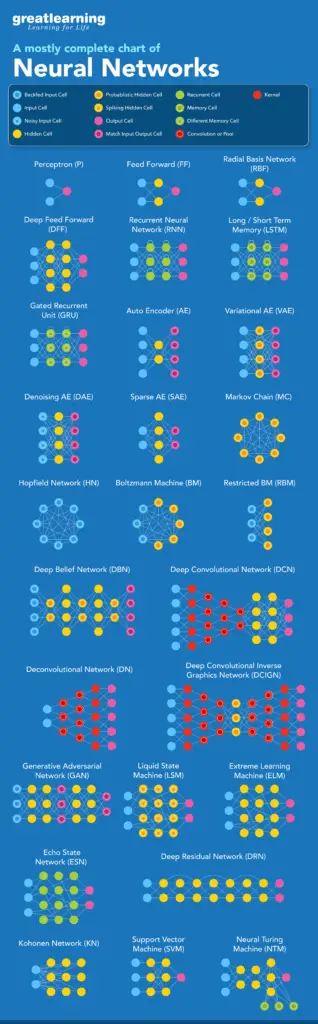 greatlearning
Learning for Life
A mostly complete chart of
Neural Networks
Backfed Input Cell
Probablistic Hidden Cell
Recurrent Cell
Kernel
Input Cell
Spiking Hidden Cell
Memory Cell
Noisy Input Cell
Output Cell
Different Memory Cell
Hidden Cell
Match Input Output Cell
Convolution or Pool
Perceptron (P)
Feed Forward (FF)
Radial Basis Network
(RBF)
Deep Feed Forward
(DFF)
Recurrent Neural
Network (RNN)
Long / Short Term
Memory (LSTM)
Gated Recurrent
Unit (GRU)
Auto Encoder (AE)
Variational AE (VAE)
Denoising AE (DAE)
Sparse AE (SAE)
Markov Chain (MC)
Hopfield Network (HN)
Boltzmann Machine (BM)
Restricted BM (RBM)
Deep Belief Network (DBN)
Deep Convolutional Network (DCN)
Deconvolutional Network (DN)
Deep Convolutional Inverse
Graphics Network (DCIGN)
Generative Adversarial
Network (GAN)
Liquid State
Machine (LSM)
Extreme Learning
Machine (ELM)
Echo State
Network (ESN)
Deep Residual Network (DRN)
Kohonen Network (KN)
Support Vector
Machine (SVM)
Neural Turing
Machine (NTM)